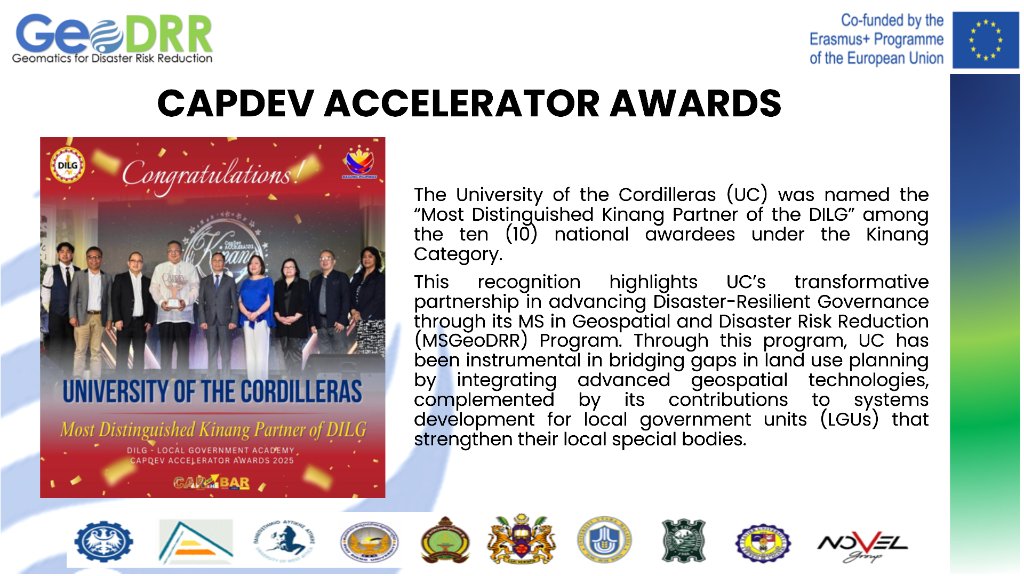 GeoDRR
Geomatics for Disaster Risk Reduction
Co-funded by the
Erasmus+ Programme
of the European Union
CAPDEV ACCELERATOR AWARDS
DILG
Congratulations!
CAPDEV
ACCELERATOR
Kinang
UNIVERSITY OF THE CORDILLERAS
Most Distinguished Kinang Partner of DILG
DILG - LOCAL GOVERNMENT ACADEMY
CAPDEV ACCELERATOR AWARDS 2025
The University of the Cordilleras (UC) was named the
“Most Distinguished Kinang Partner of the DILG” among
the ten (10) national awardees under the Kinang
Category.
This recognition highlights UC’s transformative
partnership in advancing Disaster-Resilient Governance
through its MS in Geospatial and Disaster Risk Reduction
(MSGeoDRR) Program. Through this program, UC has
been instrumental in bridging gaps in land use planning
by integrating advanced geospatial technologies,
complemented by its contributions to systems
development for local government units (LGUs) that
strengthen their local special bodies.
NOVEL
Group